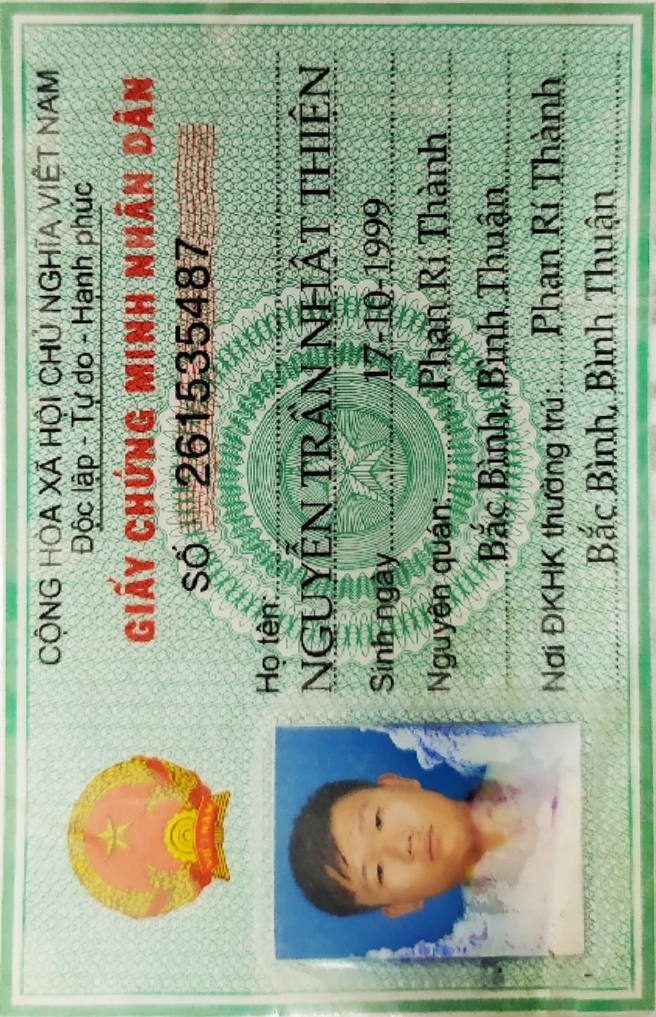 CỘNG HÒA XÃ HỘI CHỦ NGHĨA VIỆT NAM
Độc lập - Tự do - Hạnh phúc
GIẤY CHỨNG MINH NHÂN DÂN
SỐ 261535487
Họ tên:
NGUYỄN TRẦN NHẬT THIÊN
Sinh ngày 17-10-1999
Nguyên quán. Phan Rí Thành
Bắc Bình, Bình Thuận
Nơi ĐKHK thường trú: Phan Rí Thành
Bắc Bình, Bình Thuận